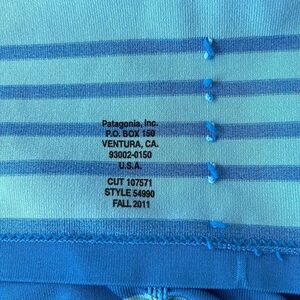 Patagonia, Inc.
P.O. BOX 150
VENTURA, CA.
93002-0150
U.S.A.
CUT 107571
STYLE 54990
FALL 2011